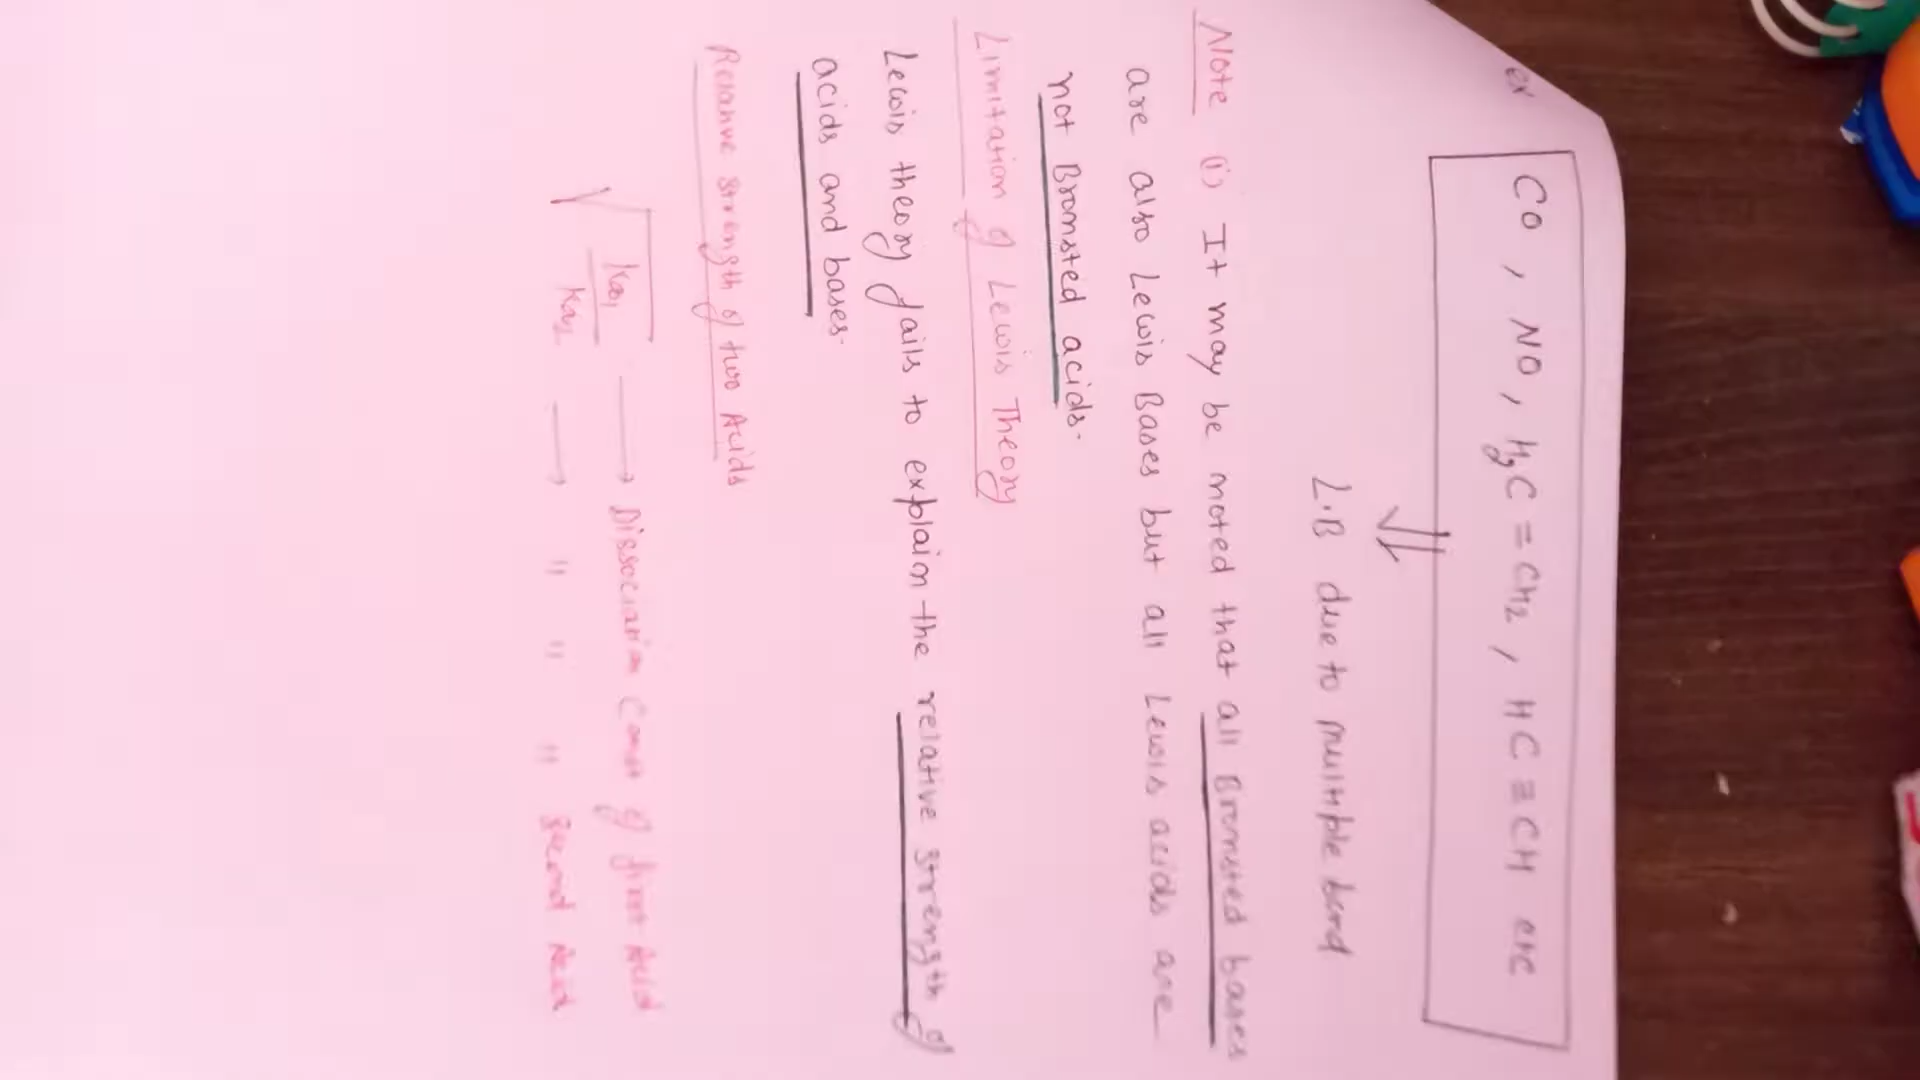 ex CO , NO , H2C = CH2 , HC ≡ CH etc
L.B due to multiple bond
Note (i) It may be noted that all Bronsted bases
are also Lewis Bases but all Lewis acids are
not Bronsted acids.
Limitation of Lewis Theory
Lewis theory fails to explain the relative strength of
acids and bases.
Relative strength of two Acids
√ Ka1 / Ka2 → Dissociation Const of first Acid
→ " " " second Acid